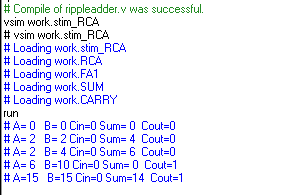 # Compile of rippleadder.v was successful.
vsim work.stim_RCA
# vsim work.stim_RCA
# Loading work.stim_RCA
# Loading work.RCA
# Loading work.FA1
# Loading work.SUM
# Loading work.CARRY
run
# A= 0 B= 0 Cin=0 Sum= 0 Cout=0
# A= 2 B= 2 Cin=0 Sum= 4 Cout=0
# A= 2 B= 4 Cin=0 Sum= 6 Cout=0
# A= 6 B=10 Cin=0 Sum= 0 Cout=1
# A=15 B=15 Cin=0 Sum=14 Cout=1